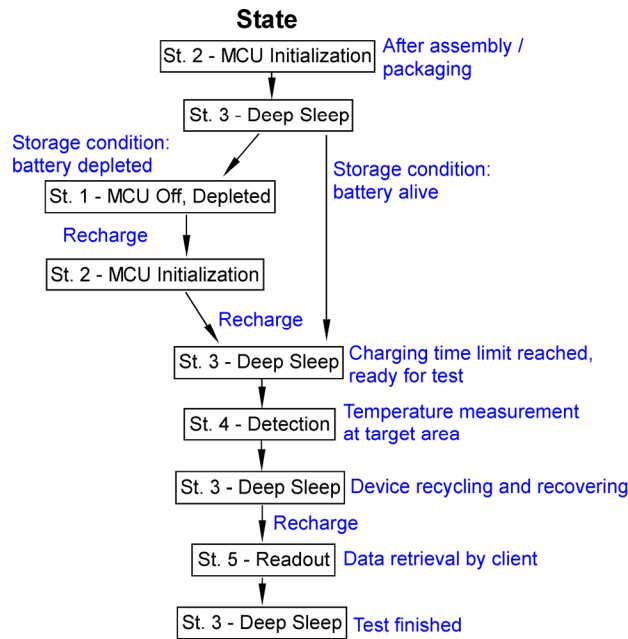 State
St. 2 - MCU Initialization
After assembly /
packaging
St. 3 - Deep Sleep
Storage condition:
battery depleted
Storage condition:
battery alive
St. 1 - MCU Off, Depleted
Recharge
St. 2 - MCU Initialization
Recharge
St. 3 - Deep Sleep
Charging time limit reached,
ready for test
St. 4 - Detection
Temperature measurement
at target area
St. 3 - Deep Sleep
Device recycling and recovering
Recharge
St. 5 - Readout
Data retrieval by client
St. 3 - Deep Sleep
Test finished